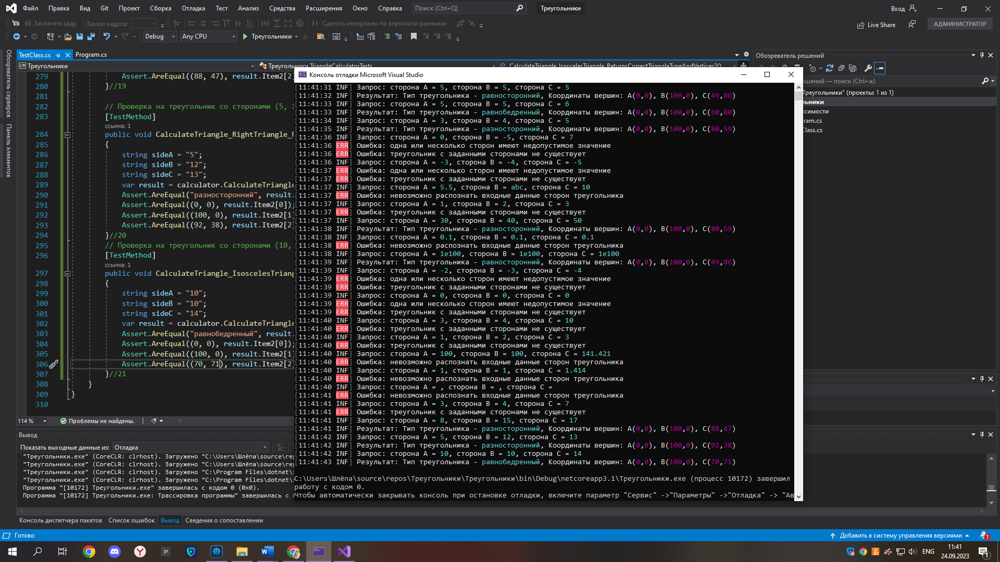 Файл Правка Вид Git Проект Сборка Отладка Тест Анализ Средства Расширения Окно Справка Поиск (Ctrl+Q) Треугольники Вход
Захватить кадр Захват кадров: Сделать интервалы по вертикали равными Live Share АДМИНИСТРАТОР
Debug Any CPU Треугольники
Обозреватель серверов
Панель элементов
TestClass.cs Program.cs
C# Треугольники Треугольники.TriangleCalculatorTests CalculateTriangle_IsoscelesTriangle_ReturnsCorrectTriangleTypeAndVertices2()
279 Assert.AreEqual((88, 47), result.Item2[2]
280 }//19
281
282 // Проверка на треугольник со сторонами (5, 1
283 [TestMethod]
ссылка: 1
284 public void CalculateTriangle_RightTriangle_
285 {
286 string sideA = "5";
287 string sideB = "12";
288 string sideC = "13";
289 var result = calculator.CalculateTriangle
290 Assert.AreEqual("разносторонний", result.
291 Assert.AreEqual((0, 0), result.Item2[0]);
292 Assert.AreEqual((100, 0), result.Item2[1]
293 Assert.AreEqual((92, 38), result.Item2[2]
294 }//20
295 // Проверка на треугольник со сторонами (10,
296 [TestMethod]
ссылка: 1
297 public void CalculateTriangle_IsoscelesTriang
298 {
299 string sideA = "10";
300 string sideB = "10";
301 string sideC = "14";
302 var result = calculator.CalculateTriangle
303 Assert.AreEqual("равнобедренный", result.
304 Assert.AreEqual((0, 0), result.Item2[0]);
305 Assert.AreEqual((100, 0), result.Item2[1]
306 Assert.AreEqual((70, 71), result.Item2[2]
307 }//21
308 }
309 }
310
114 % Проблемы не найдены.
Консоль отладки Microsoft Visual Studio
[11:41:31 INF] Запрос: сторона A = 5, сторона B = 5, сторона C = 5
[11:41:32 INF] Результат: Тип треугольника - равносторонний, Координаты вершин: A(0,0), B(100,0), C(49,86)
[11:41:33 INF] Запрос: сторона A = 5, сторона B = 5, сторона C = 6
[11:41:33 INF] Результат: Тип треугольника - равнобедренный, Координаты вершин: A(0,0), B(100,0), C(60,80)
[11:41:34 INF] Запрос: сторона A = 3, сторона B = 4, сторона C = 5
[11:41:35 INF] Результат: Тип треугольника - разносторонний, Координаты вершин: A(0,0), B(100,0), C(80,59)
[11:41:36 INF] Запрос: сторона A = 0, сторона B = -5, сторона C = 7
[11:41:36 ERR] Ошибка: одна или несколько сторон имеют недопустимое значение
[11:41:36 ERR] Ошибка: треугольник с заданными сторонами не существует
[11:41:36 INF] Запрос: сторона A = -3, сторона B = -4, сторона C = -5
[11:41:37 ERR] Ошибка: одна или несколько сторон имеют недопустимое значение
[11:41:37 ERR] Ошибка: треугольник с заданными сторонами не существует
[11:41:37 INF] Запрос: сторона A = 5.5, сторона B = abc, сторона C = 10
[11:41:37 ERR] Ошибка: невозможно распознать входные данные сторон треугольника
[11:41:37 INF] Запрос: сторона A = 1, сторона B = 2, сторона C = 3
[11:41:37 ERR] Ошибка: треугольник с заданными сторонами не существует
[11:41:37 INF] Запрос: сторона A = 30, сторона B = 40, сторона C = 50
[11:41:38 INF] Результат: Тип треугольника - разносторонний, Координаты вершин: A(0,0), B(100,0), C(80,59)
[11:41:38 INF] Запрос: сторона A = 0.1, сторона B = 0.1, сторона C = 0.1
[11:41:38 ERR] Ошибка: невозможно распознать входные данные сторон треугольника
[11:41:38 INF] Запрос: сторона A = 1e100, сторона B = 1e100, сторона C = 1e100
[11:41:39 INF] Результат: Тип треугольника - равносторонний, Координаты вершин: A(0,0), B(100,0), C(49,86)
[11:41:39 INF] Запрос: сторона A = -2, сторона B = -3, сторона C = -4
[11:41:39 ERR] Ошибка: одна или несколько сторон имеют недопустимое значение
[11:41:39 ERR] Ошибка: треугольник с заданными сторонами не существует
[11:41:39 INF] Запрос: сторона A = 0, сторона B = 0, сторона C = 0
[11:41:39 ERR] Ошибка: одна или несколько сторон имеют недопустимое значение
[11:41:39 ERR] Ошибка: треугольник с заданными сторонами не существует
[11:41:40 INF] Запрос: сторона A = 3, сторона B = 4, сторона C = 10
[11:41:40 ERR] Ошибка: треугольник с заданными сторонами не существует
[11:41:40 INF] Запрос: сторона A = 1, сторона B = 2, сторона C = 3
[11:41:40 ERR] Ошибка: треугольник с заданными сторонами не существует
[11:41:40 INF] Запрос: сторона A = 100, сторона B = 100, сторона C = 141.421
[11:41:40 ERR] Ошибка: невозможно распознать входные данные сторон треугольника
[11:41:40 INF] Запрос: сторона A = 1, сторона B = 1, сторона C = 1.414
[11:41:40 ERR] Ошибка: невозможно распознать входные данные сторон треугольника
[11:41:40 INF] Запрос: сторона A = , сторона B = , сторона C =
[11:41:41 ERR] Ошибка: невозможно распознать входные данные сторон треугольника
[11:41:41 INF] Запрос: сторона A = 3, сторона B = 4, сторона C = 7
[11:41:41 ERR] Ошибка: треугольник с заданными сторонами не существует
[11:41:41 INF] Запрос: сторона A = 8, сторона B = 15, сторона C = 17
[11:41:41 INF] Результат: Тип треугольника - разносторонний, Координаты вершин: A(0,0), B(100,0), C(88,47)
[11:41:42 INF] Запрос: сторона A = 5, сторона B = 12, сторона C = 13
[11:41:42 INF] Результат: Тип треугольника - разносторонний, Координаты вершин: A(0,0), B(100,0), C(92,38)
[11:41:42 INF] Запрос: сторона A = 10, сторона B = 10, сторона C = 14
[11:41:43 INF] Результат: Тип треугольника - равнобедренный, Координаты вершин: A(0,0), B(100,0), C(70,71)
C:\Users\Шлёпа\source\repos\Треугольники\Треугольники\bin\Debug\netcoreapp3.1\Треугольники.exe (процесс 10172) завершил
работу с кодом 0.
Чтобы автоматически закрывать консоль при остановке отладки, включите параметр "Сервис" ->"Параметры" ->"Отладка" -> "Ав
Обозреватель решений
ешений — поиск (Ctrl+ж)
Треугольники" (проекты: 1 из 1)
льники
исимости
am.cs
Class.cs
Вывод
Показать выходные данные из: Отладка
"Треугольники.exe" (CoreCLR: clrhost). Загружено "C:\Users\Шлёпа\source\rep
"Треугольники.exe" (CoreCLR: clrhost). Загружено "C:\Users\Шлёпа\source\rep
"Треугольники.exe" (CoreCLR: clrhost). Загружено "C:\Program Files\dotnet\s
"Треугольники.exe" (CoreCLR: clrhost). Загружено "C:\Program Files\dotnet\s
Программа "[10172] Треугольники.exe" завершилась с кодом 0 (0x0).
Программа "[10172] Треугольники.exe: Трассировка программы" завершилась с
Консоль диспетчера пакетов Список ошибок Вывод Сведения о сопоставлении
Готово Добавить в систему управления версиями 1
ENG 11:41
24.09.2023 1